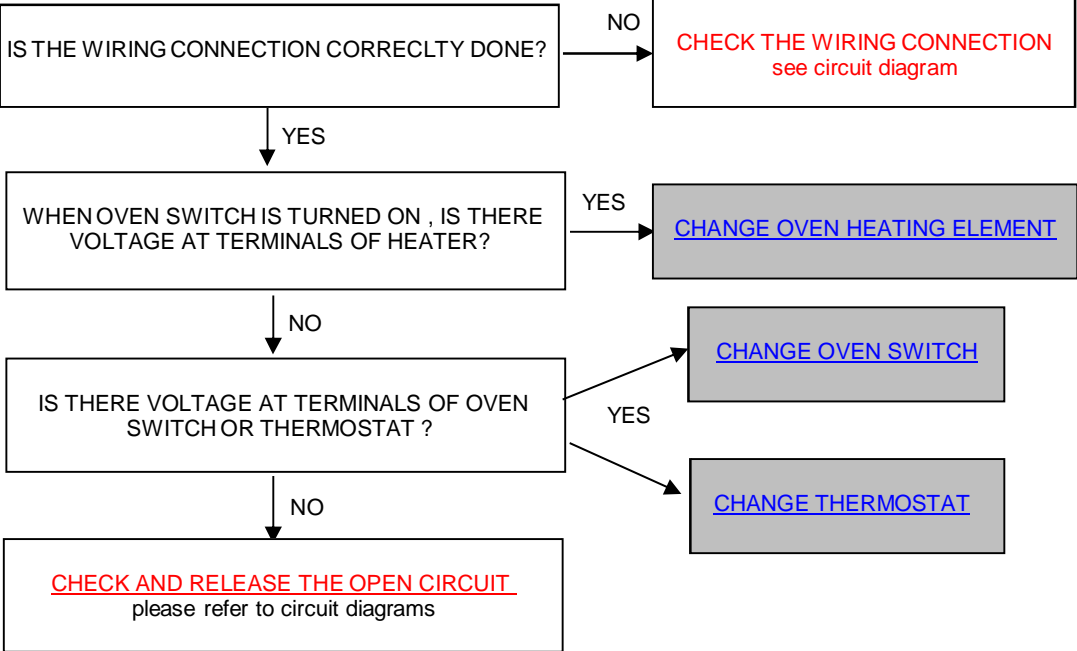 IS THE WIRING CONNECTION CORRECLTY DONE?
NO
CHECK THE WIRING CONNECTION
see circuit diagram
YES
WHEN OVEN SWITCH IS TURNED ON , IS THERE
VOLTAGE AT TERMINALS OF HEATER?
YES
CHANGE OVEN HEATING ELEMENT
NO
IS THERE VOLTAGE AT TERMINALS OF OVEN
SWITCH OR THERMOSTAT ?
YES
CHANGE OVEN SWITCH
CHANGE THERMOSTAT
NO
CHECK AND RELEASE THE OPEN CIRCUIT
please refer to circuit diagrams